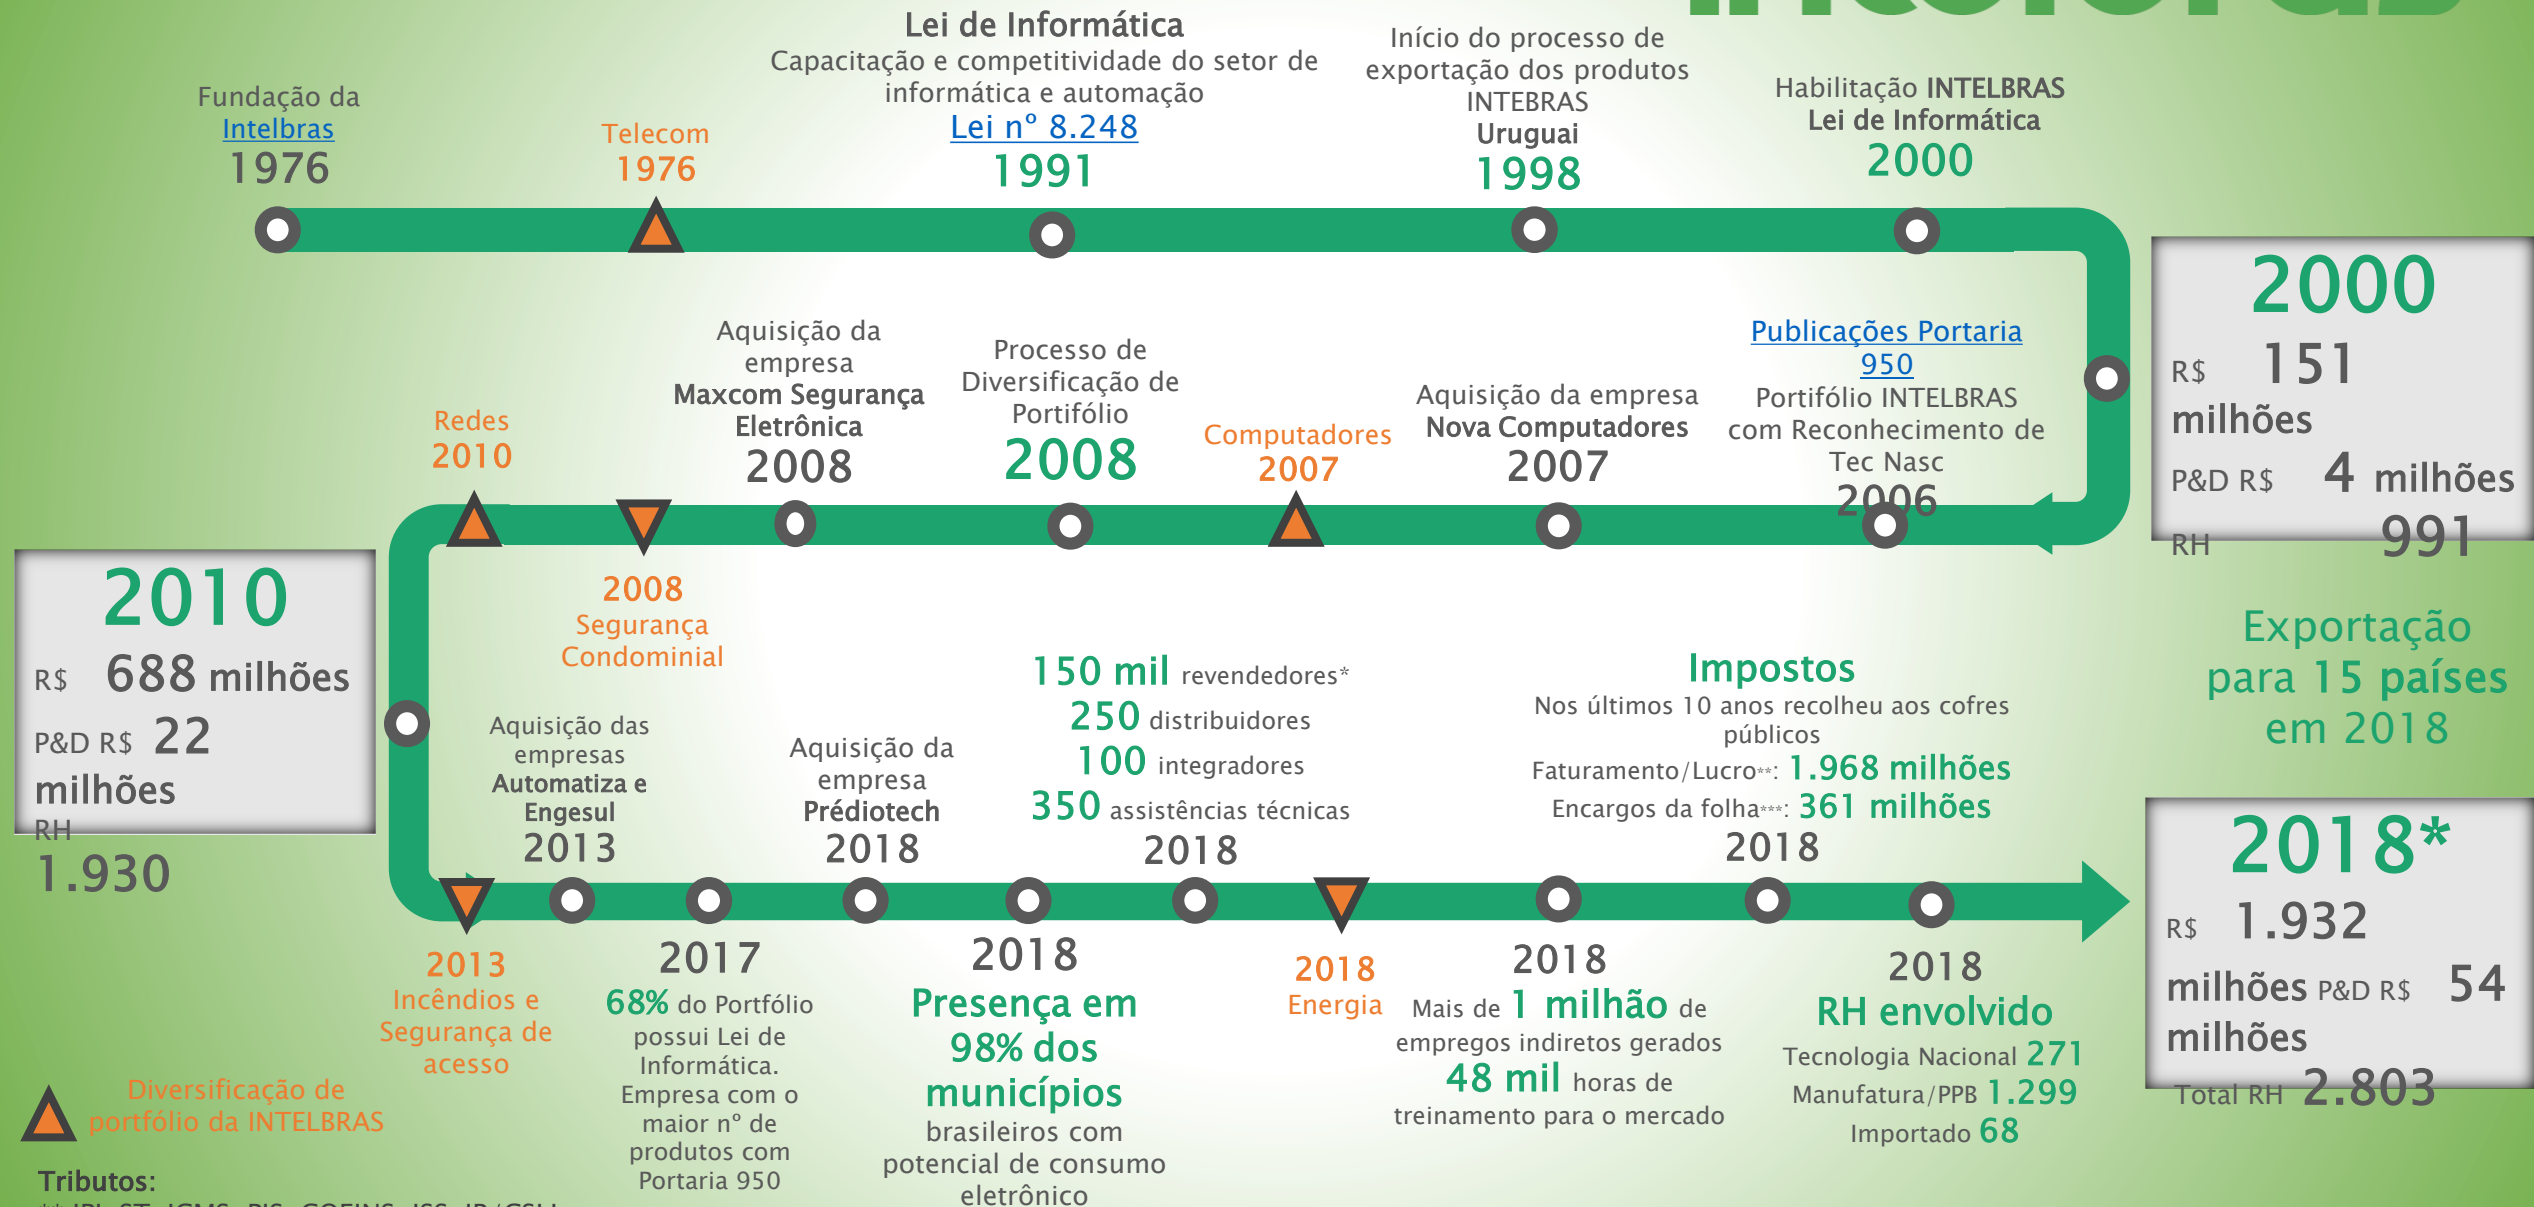 Fundação da
Intelbras
1976
Telecom
1976
Lei de Informática
Capacitação e competitividade do setor de
informática e automação
Lei nº 8.248
1991
Início do processo de
exportação dos produtos
INTEBRAS
Uruguai
1998
Habilitação INTELBRAS
Lei de Informática
2000
2000
R$ 151
milhões
P&D R$ 4 milhões
RH 991
Publicações Portaria
950
Portifólio INTELBRAS
com Reconhecimento de
Tec Nasc
2006
Aquisição da empresa
Nova Computadores
2007
Computadores
2007
Processo de
Diversificação de
Portifólio
2008
Aquisição da
empresa
Maxcom Segurança
Eletrônica
2008
2008
Segurança
Condominial
Redes
2010
2010
R$ 688 milhões
P&D R$ 22
milhões
RH
1.930
2013
Incêndios e
Segurança de
acesso
Aquisição das
empresas
Automatiza e
Engesul
2013
2017
68% do Portfólio
possui Lei de
Informática.
Empresa com o
maior nº de
produtos com
Portaria 950
Aquisição da
empresa
Prédiotech
2018
2018
Presença em
98% dos
municípios
brasileiros com
potencial de consumo
eletrônico
150 mil revendedores*
250 distribuidores
100 integradores
350 assistências técnicas
2018
2018
Energia
2018
Mais de 1 milhão de
empregos indiretos gerados
48 mil horas de
treinamento para o mercado
Impostos
Nos últimos 10 anos recolheu aos cofres
públicos
Faturamento/Lucro**: 1.968 milhões
Encargos da folha***: 361 milhões
2018
2018
RH envolvido
Tecnologia Nacional 271
Manufatura/PPB 1.299
Importado 68
Exportação
para 15 países
em 2018
2018*
R$ 1.932
milhões P&D R$ 54
milhões
Total RH 2.803
Diversificação de
portfólio da INTELBRAS
Tributos: